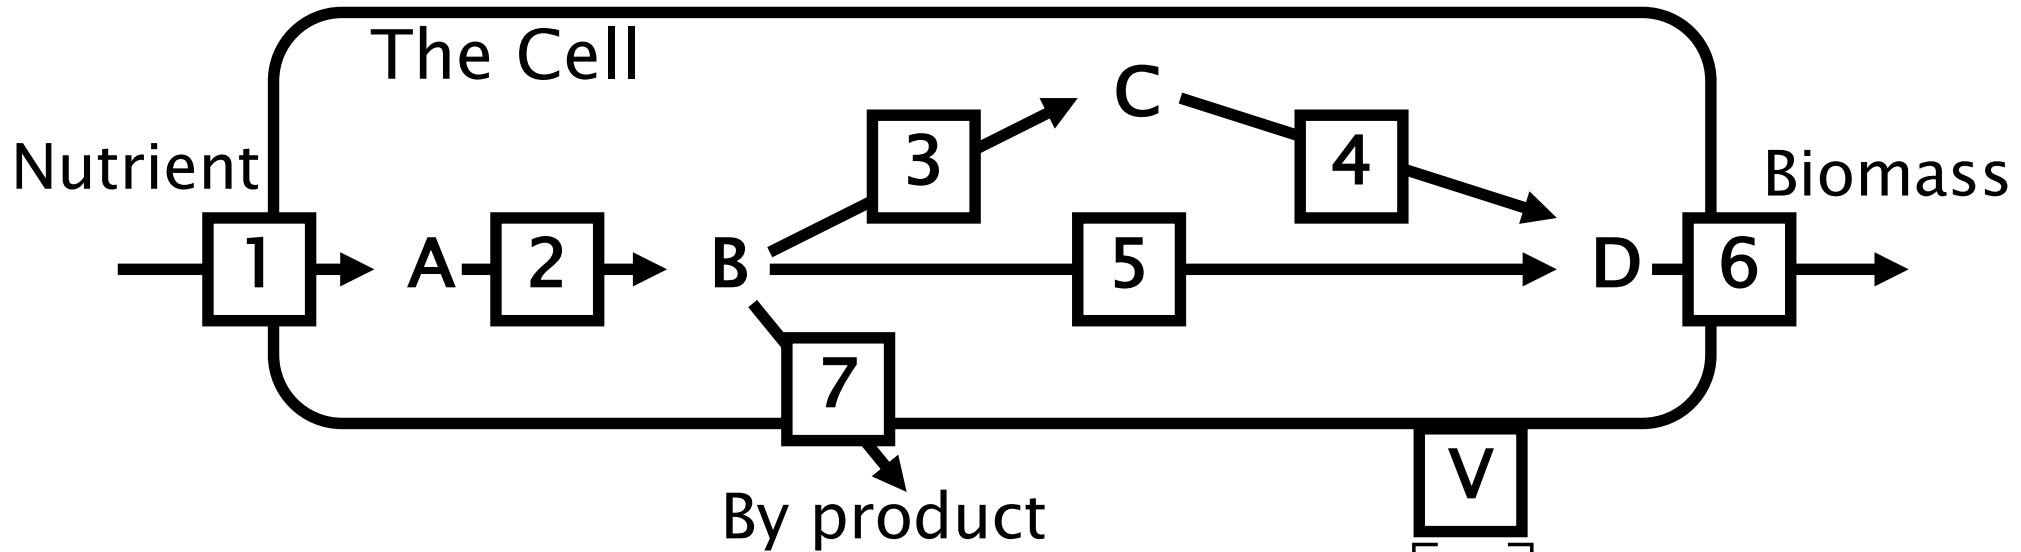 The Cell
C
3
4
Nutrient
Biomass
1
A
2
B
5
D
6
7
V
By product